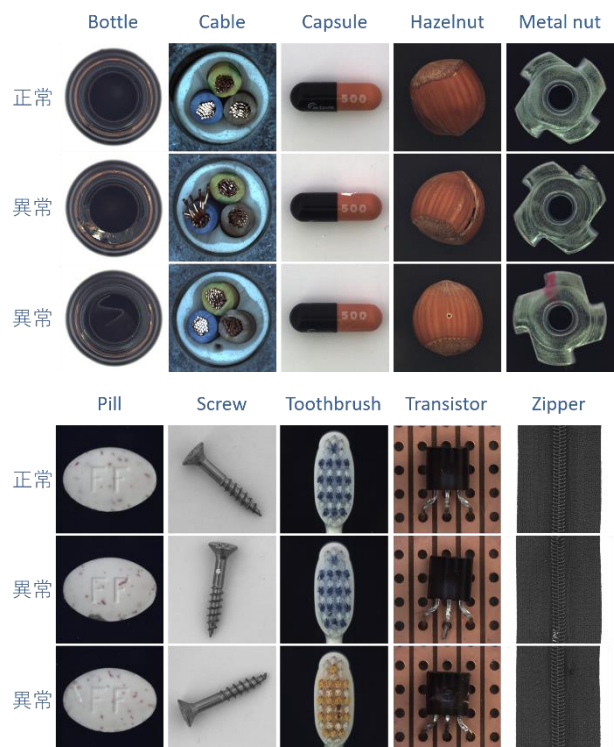 Bottle Cable Capsule Hazelnut Metal nut
正常
500
異常
500
異常
500
Pill Screw Toothbrush Transistor Zipper
正常
FF
異常
FF
異常
FF